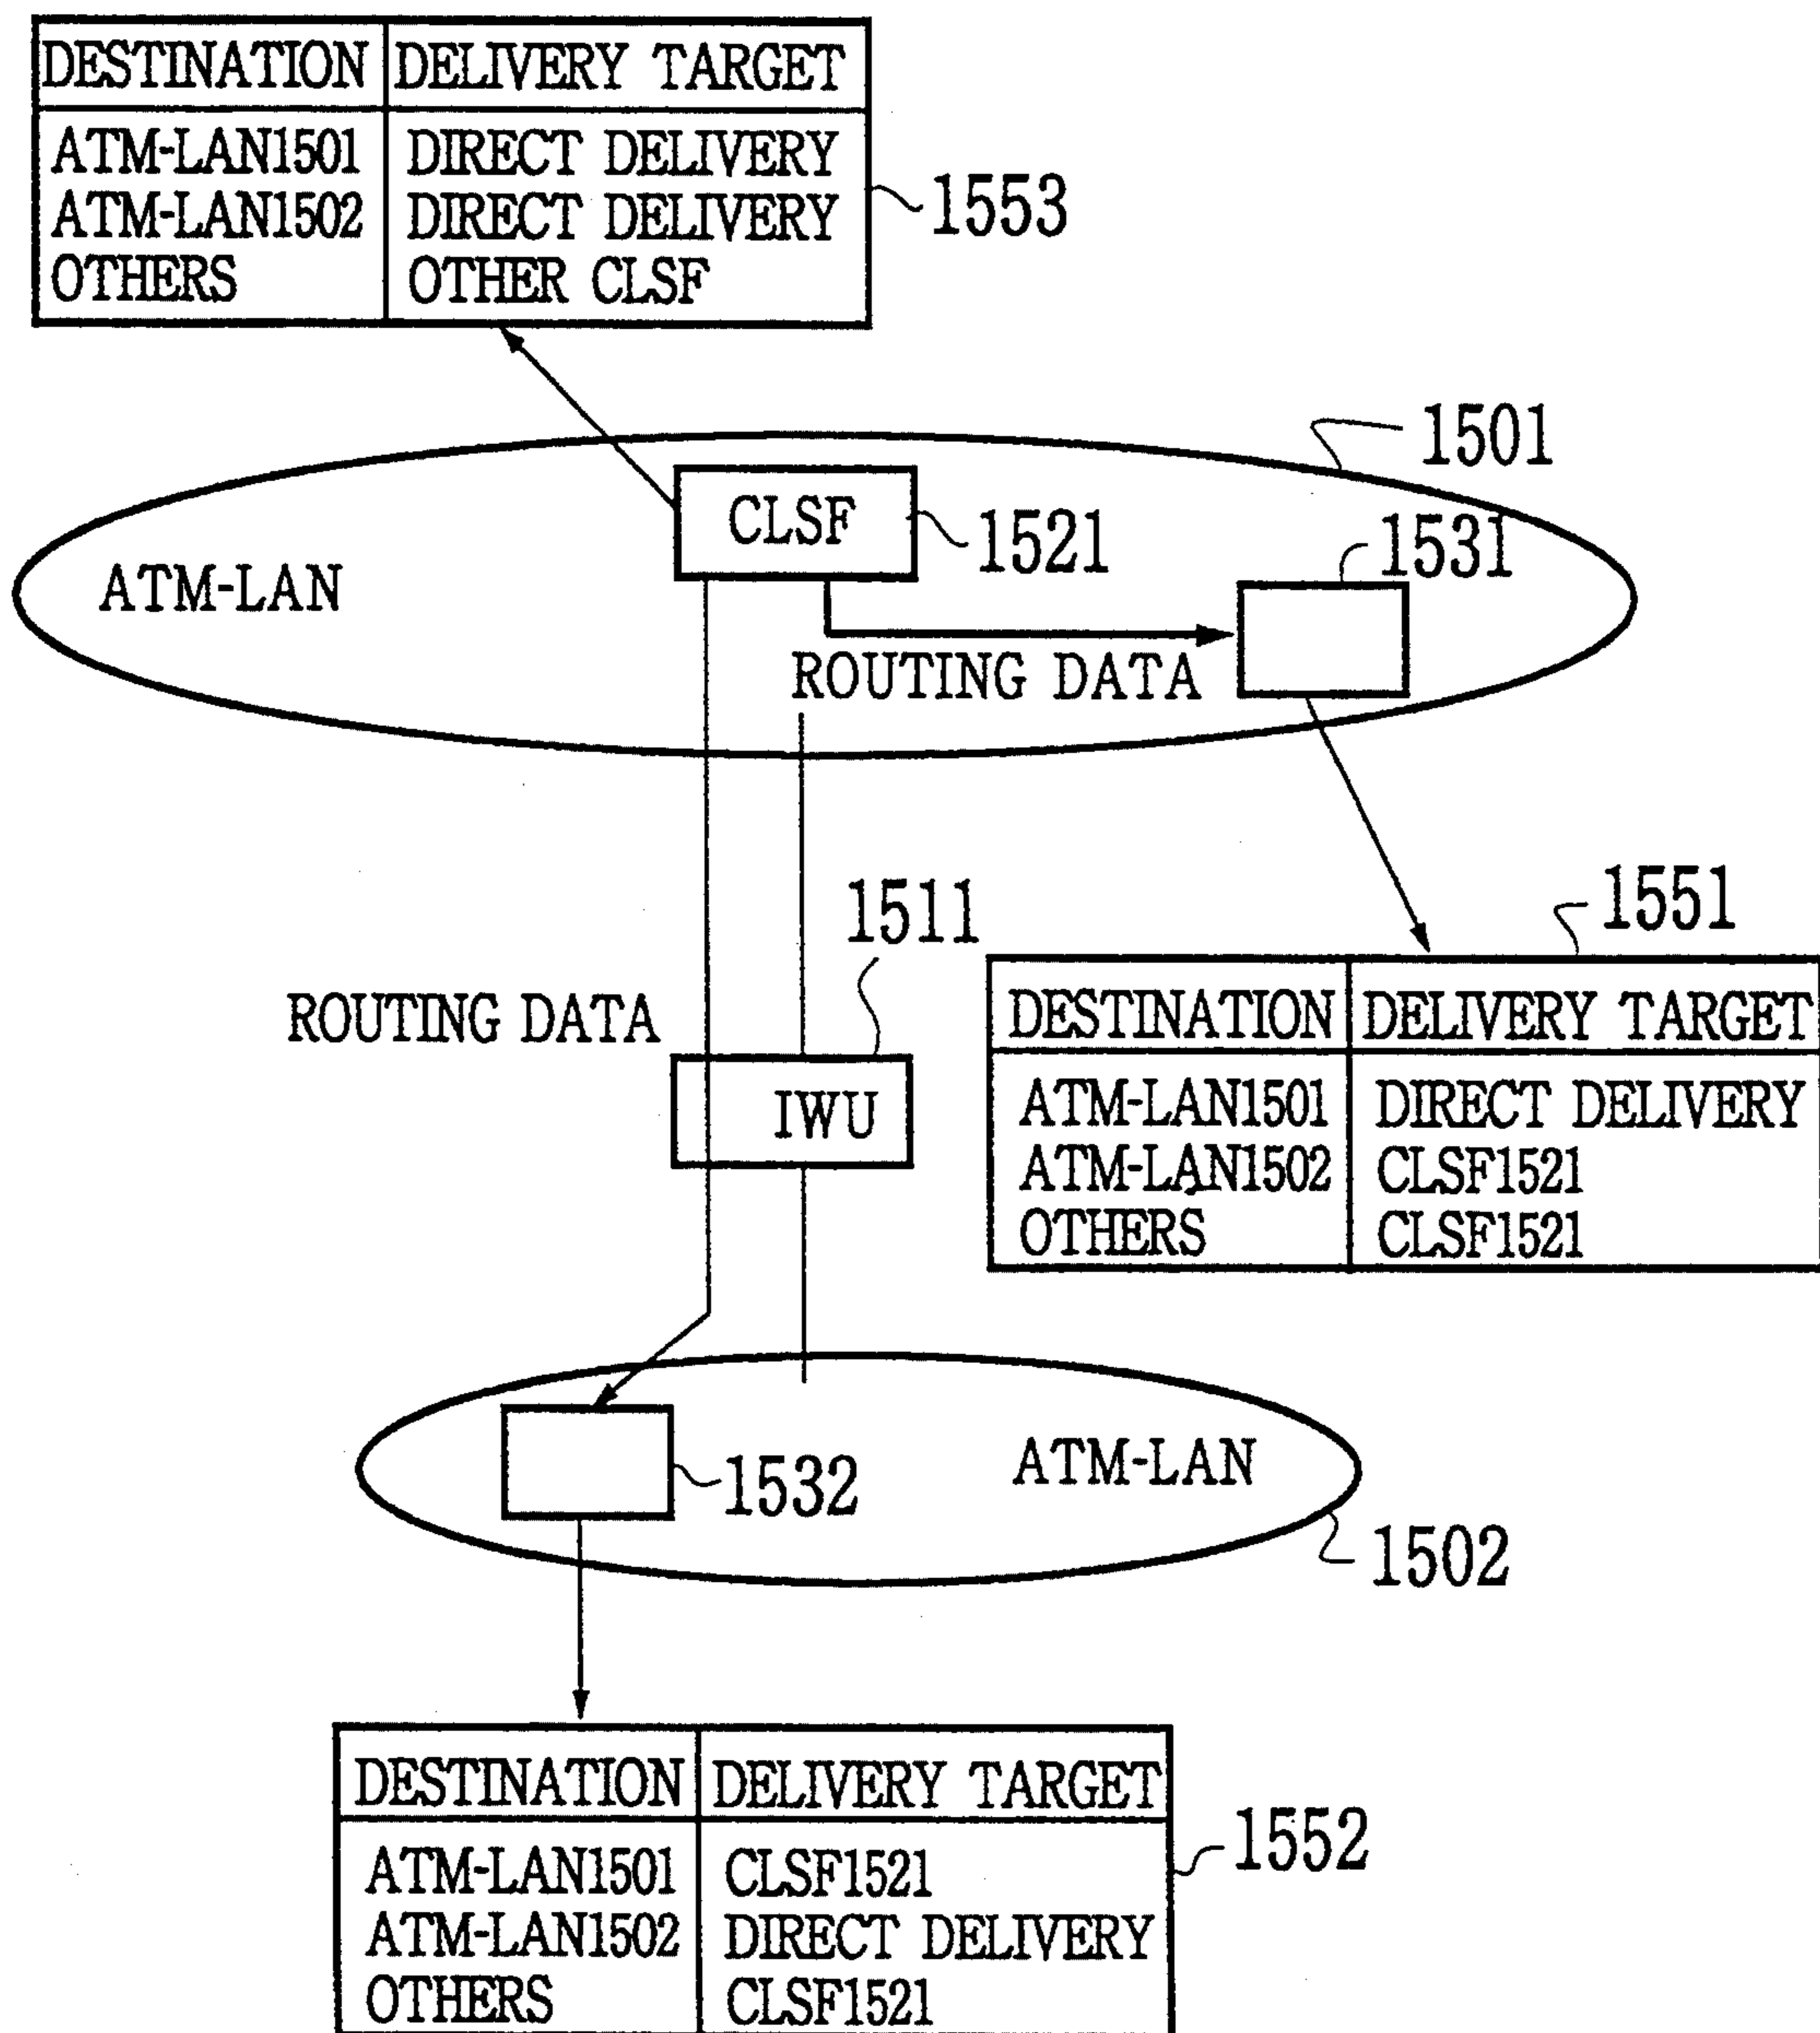 DESTINATION DELIVERY TARGET
ATM-LAN1501 DIRECT DELIVERY
ATM-LAN1502 DIRECT DELIVERY
OTHERS OTHER CLSF
1553
1501
CLSF
1521
1531
ATM-LAN
ROUTING DATA
1511
1551
ROUTING DATA
DESTINATION DELIVERY TARGET
IWU
ATM-LAN1501 DIRECT DELIVERY
ATM-LAN1502 CLSF1521
OTHERS CLSF1521
ATM-LAN
1532
1502
DESTINATION DELIVERY TARGET
1552
ATM-LAN1501 CLSF1521
ATM-LAN1502 DIRECT DELIVERY
OTHERS CLSF1521